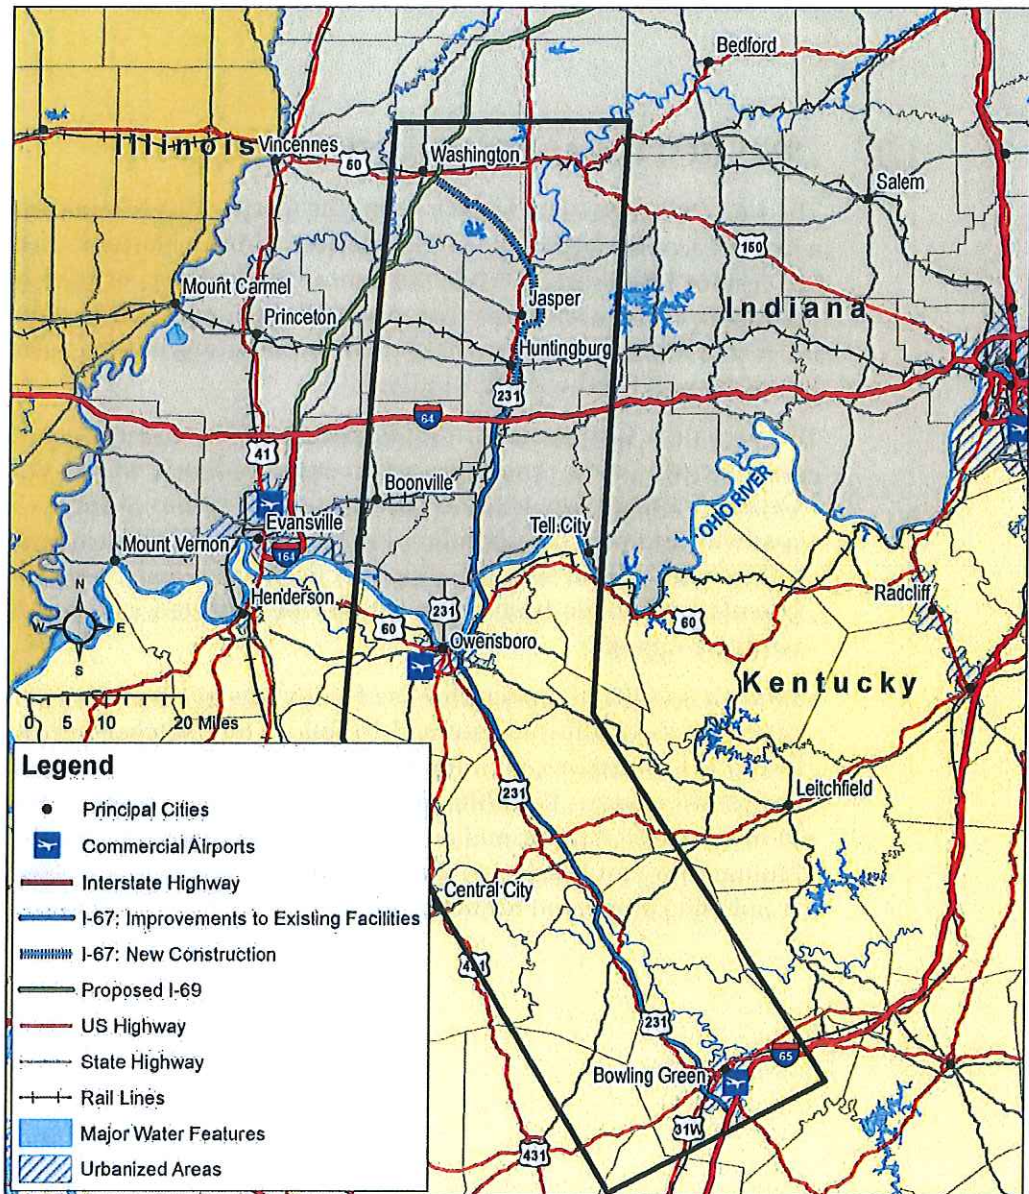 Bedford
Illinois
Vincennes
50
Washington
Salem
150
Mount Carmel
Jasper
Indiana
Princeton
Huntingburg
231
64
41
Boonville
OHIO RIVER
Evansville
Tell City
Mount Vernon
164
N
Henderson
231
Radcliff
W
E
60
60
S
Owensboro
Kentucky
0 5 10 20 Miles
Legend
Principal Cities
231
Leitchfield
Commercial Airports
Interstate Highway
Central City
I-67: Improvements to Existing Facilities
I-67: New Construction
431
Proposed I-69
US Highway
231
State Highway
65
Bowling Green
Rail Lines
Major Water Features
31W
431
Urbanized Areas